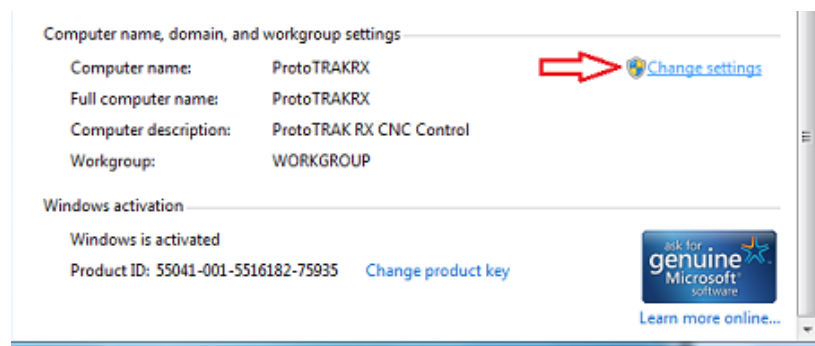 Computer name, domain, and workgroup settings
Computer name: ProtoTRAKRX Change settings
Full computer name: ProtoTRAKRX
Computer description: ProtoTRAK RX CNC Control
Workgroup: WORKGROUP
Windows activation
Windows is activated
Product ID: 55041-001-5516182-75935 Change product key
ask for
genuine
Microsoft
software
Learn more online...